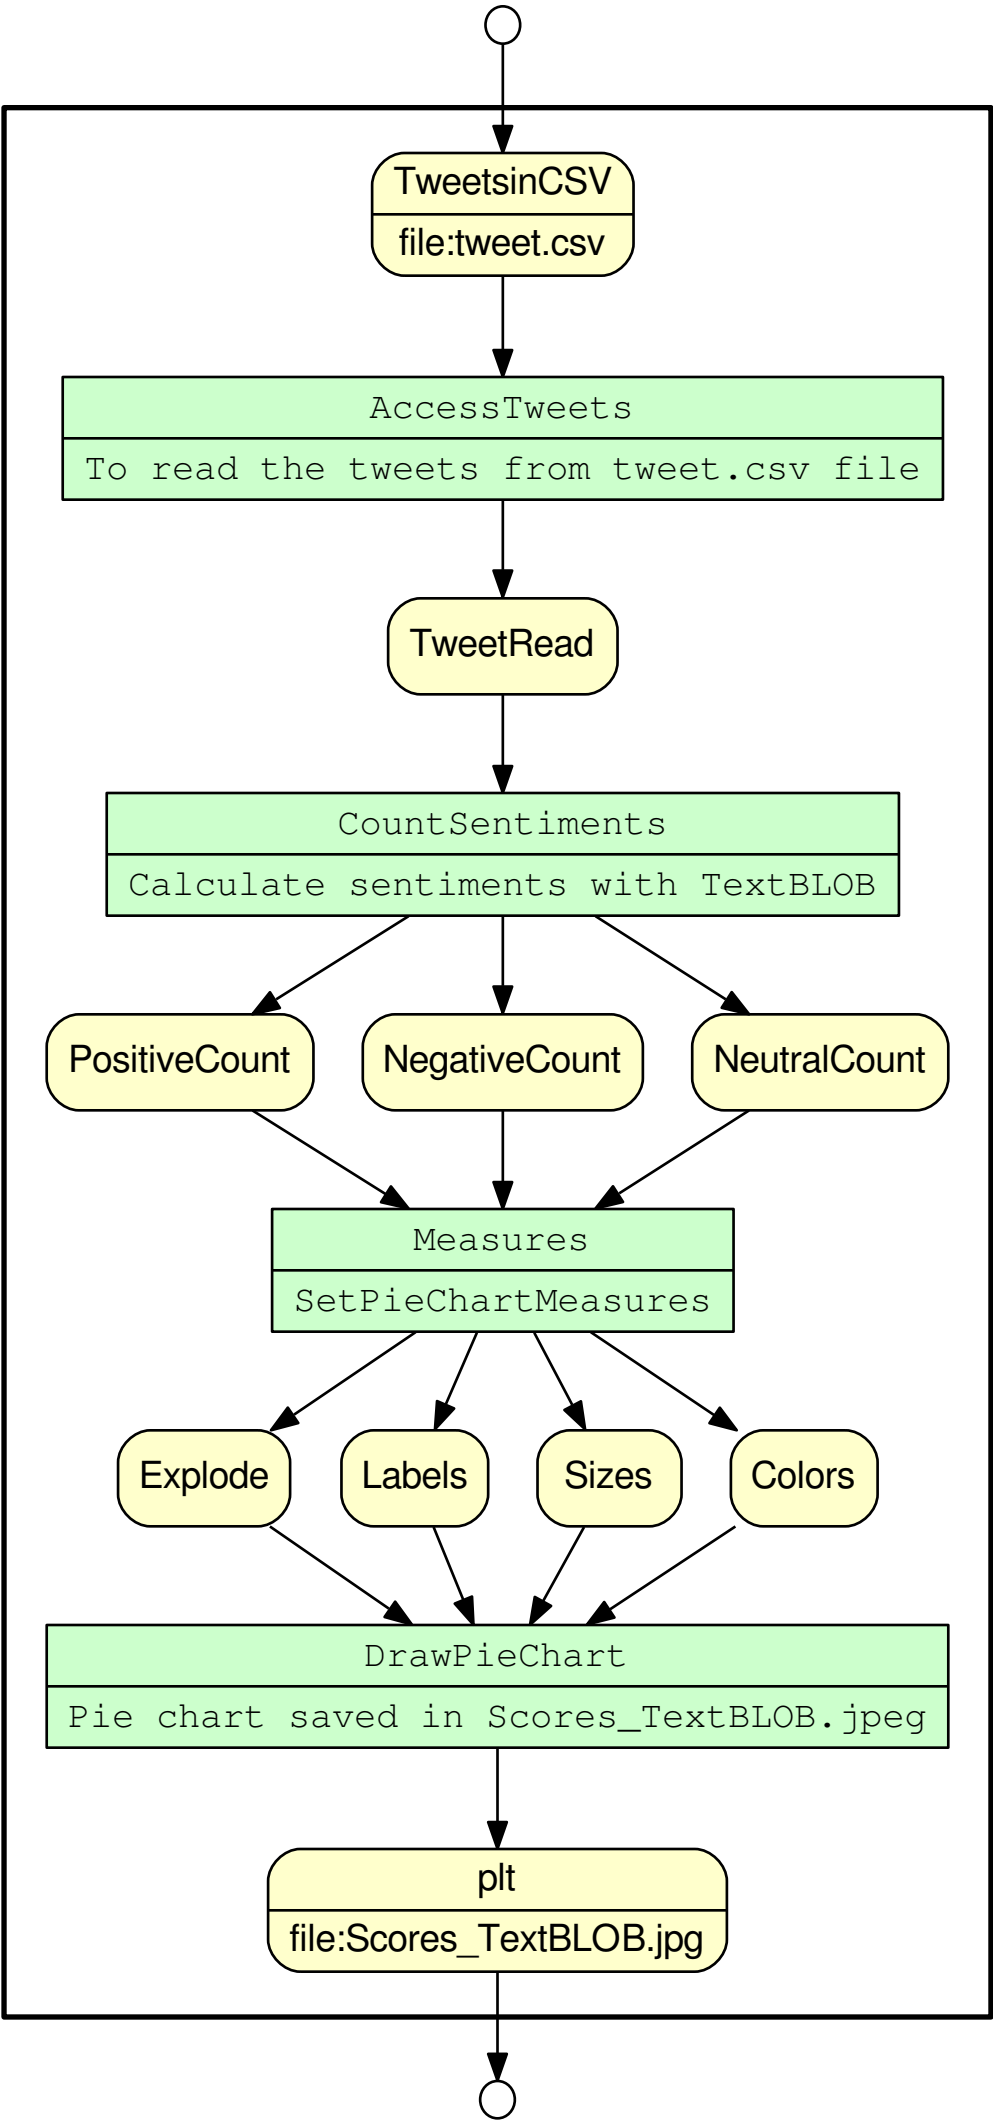 TweetsinCSV
file:tweet.csv
AccessTweets
To read the tweets from tweet.csv file
TweetRead
CountSentiments
Calculate sentiments with TextBLOB
PositiveCount
NegativeCount
NeutralCount
Measures
SetPieChartMeasures
Explode
Labels
Sizes
Colors
DrawPieChart
Pie chart saved in Scores_TextBLOB.jpeg
plt
file:Scores_TextBLOB.jpg